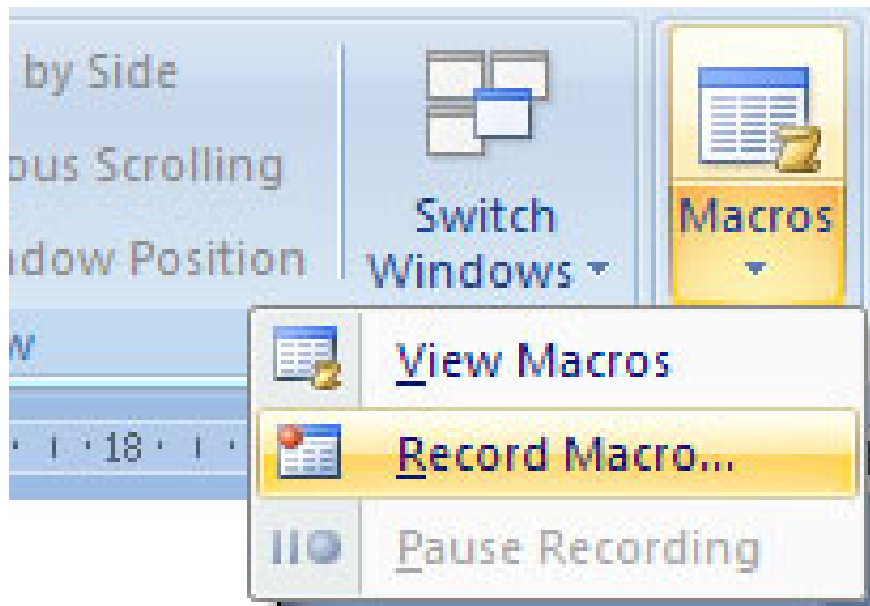 by Side
ous Scrolling
dow Position
Switch
Windows
Macros
w
18
View Macros
Record Macro...
Pause Recording